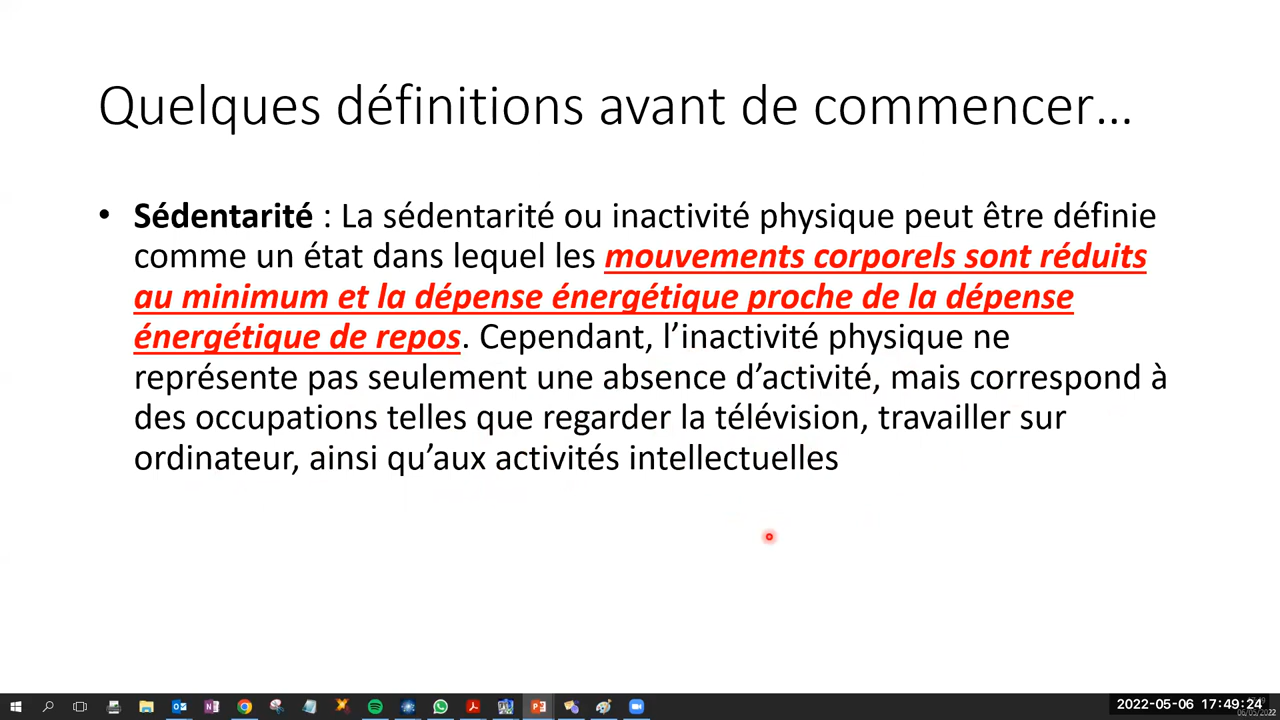 Quelques définitions avant de commencer…
• Sédentarité : La sédentarité ou inactivité physique peut être définie
comme un état dans lequel les mouvements corporels sont réduits
au minimum et la dépense énergétique proche de la dépense
énergétique de repos. Cependant, l’inactivité physique ne
représente pas seulement une absence d’activité, mais correspond à
des occupations telles que regarder la télévision, travailler sur
ordinateur, ainsi qu’aux activités intellectuelles
2022-05-06 17:49:24
06/05/2022